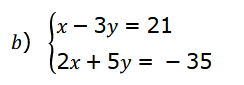 b) { x − 3y = 21
2x + 5y = − 35